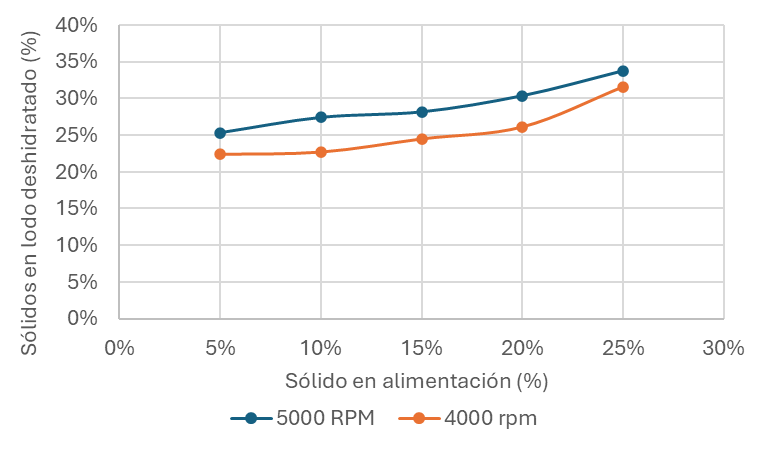 40%
35%
30%
25%
20%
15%
10%
5%
0%
Sólidos en lodo deshidratado (%)
0% 5% 10% 15% 20% 25% 30%
Sólido en alimentación (%)
5000 RPM 4000 rpm